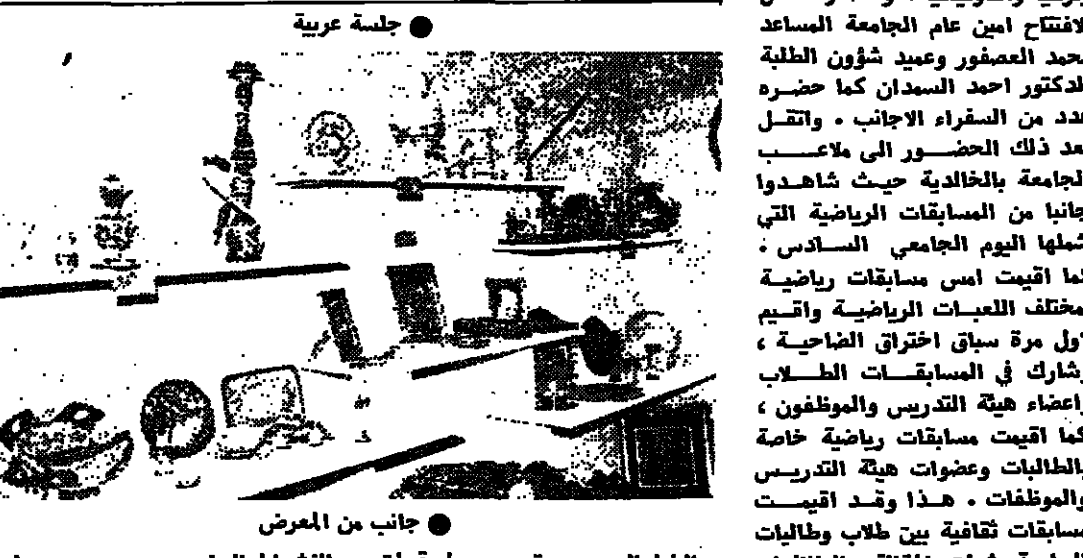 الافتتاح امين عام الجامعة المساعد
محمد العصفور وعميد شؤون الطلبة
الدكتور احمد السمدان كما حضره
عدد من السفراء الاجانب . وانتقل
بعد ذلك الحضور الى ملاعب
الجامعة بالخالدية حيث شاهدوا
جانبا من المسابقات الرياضية التي
شملها اليوم الجامعي السادس .
كما اقيمت امس مسابقات رياضية
مختلف اللعبات الرياضية واقيم
اول مرة سباق اختراق الضاحية ،
وشارك في المسابقات الطلاب
واعضاء هيئة التدريس والموظفون ،
كما اقيمت مسابقات رياضية خاصة
بالطالبات وعضوات هيئة التدريس
والموظفات . هذا وقد اقيمت
مسابقات ثقافية بين طلاب وطالبات
● جلسة عربية
● جانب من المعرض